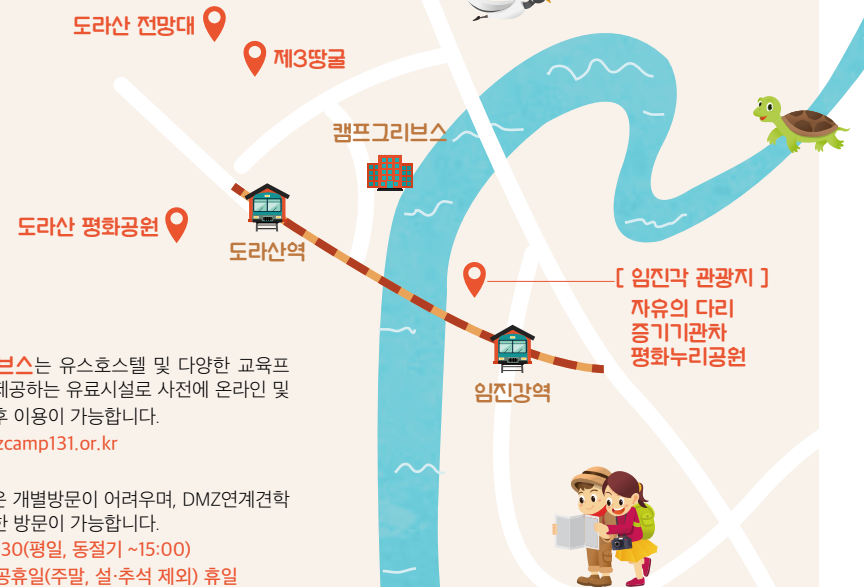 도라산 전망대
제3땅굴
캠프그리브스
도라산 평화공원
도라산역
[ 임진각 관광지 ]
자유의 다리
증기기관차
평화누리공원
임진강역
브스는 유스호스텔 및 다양한 교육프
제공하는 유료시설로 사전에 온라인 및
후 이용이 가능합니다.
zcamp131.or.kr
은 개별방문이 어려우며, DMZ연계견학
한 방문이 가능합니다.
30(평일, 동절기 ~15:00)
공휴일(주말, 설·추석 제외) 휴일